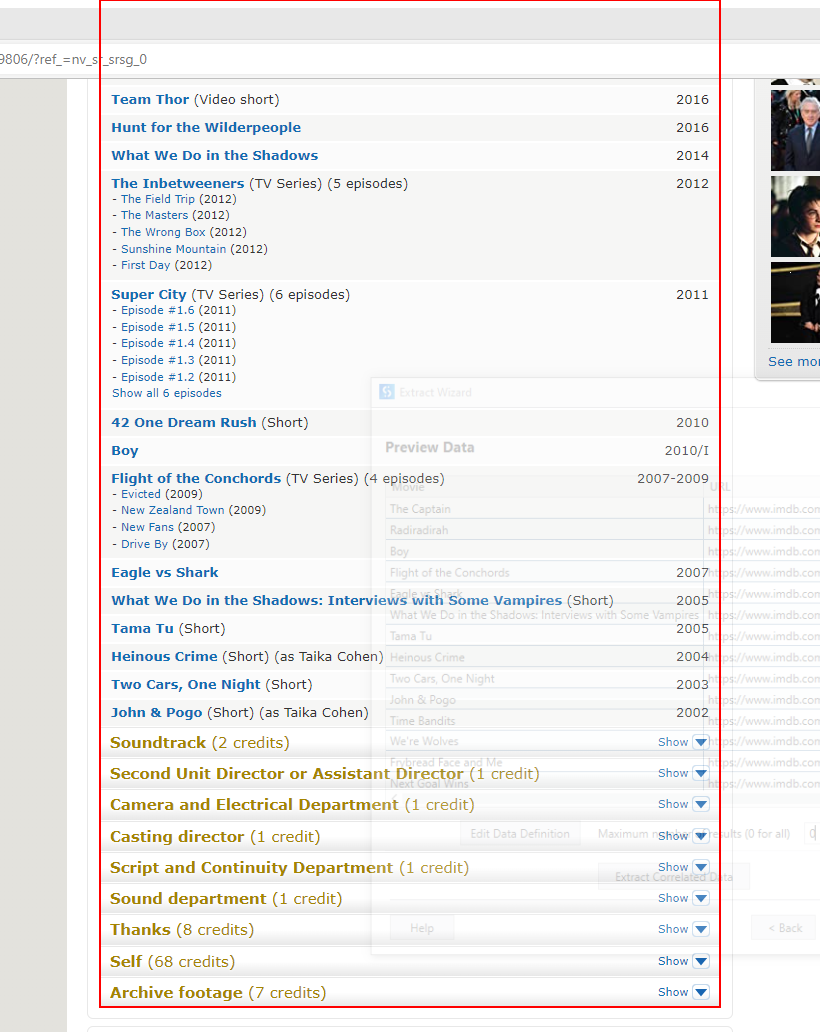 9806/?ref_=nv_sr_srsg_0
Team Thor (Video short) 2016
Hunt for the Wilderpeople 2016
What We Do in the Shadows 2014
The Inbetweeners (TV Series) (5 episodes) 2012
- The Field Trip (2012)
- The Masters (2012)
- The Wrong Box (2012)
- Sunshine Mountain (2012)
- First Day (2012)
Super City (TV Series) (6 episodes) 2011
- Episode #1.6 (2011)
- Episode #1.5 (2011)
- Episode #1.4 (2011)
- Episode #1.3 (2011)
- Episode #1.2 (2011)
Show all 6 episodes
42 One Dream Rush (Short) 2010
Boy 2010/I
Flight of the Conchords (TV Series) (4 episodes) 2007-2009
- Evicted (2009)
- New Zealand Town (2009)
- New Fans (2007)
- Drive By (2007)
Eagle vs Shark 2007
What We Do in the Shadows: Interviews with Some Vampires (Short) 2005
Tama Tu (Short) 2005
Heinous Crime (Short) (as Taika Cohen) 2004
Two Cars, One Night (Short) 2003
John & Pogo (Short) (as Taika Cohen) 2002
Soundtrack (2 credits) Show
Second Unit Director or Assistant Director (1 credit) Show
Camera and Electrical Department (1 credit) Show
Casting director (1 credit) Show
Script and Continuity Department (1 credit) Show
Sound department (1 credit) Show
Thanks (8 credits) Show
Self (68 credits) Show
Archive footage (7 credits) Show
See mor
Extract Wizard
Preview Data
Movie URL
The Captain https://www.imdb.com
Radiradirah https://www.imdb.com
Boy https://www.imdb.com
Flight of the Conchords https://www.imdb.com
Eagle vs Shark https://www.imdb.com
What We Do in the Shadows: Interviews with Some Vampires https://www.imdb.com
Tama Tu https://www.imdb.com
Heinous Crime https://www.imdb.com
Two Cars, One Night https://www.imdb.com
John & Pogo https://www.imdb.com
Time Bandits https://www.imdb.com
We're Wolves https://www.imdb.com
Frybread Face and Me https://www.imdb.com
Next Goal Wins https://www.imdb.com
Edit Data Definition Maximum number of results (0 for all) 0
Extract Correlated Data
Help < Back